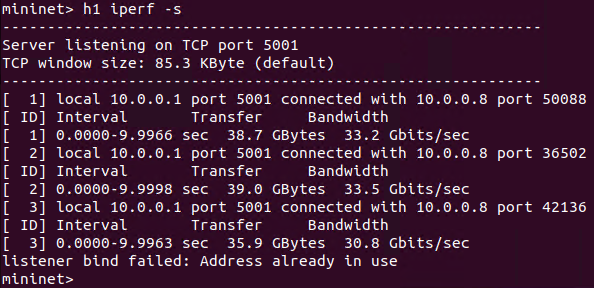 mininet> h1 iperf -s
------------------------------------------------------------
Server listening on TCP port 5001
TCP window size: 85.3 KByte (default)
------------------------------------------------------------
[  1] local 10.0.0.1 port 5001 connected with 10.0.0.8 port 50088
[ ID] Interval       Transfer     Bandwidth
[  1] 0.0000-9.9966 sec  38.7 GBytes  33.2 Gbits/sec
[  2] local 10.0.0.1 port 5001 connected with 10.0.0.8 port 36502
[ ID] Interval       Transfer     Bandwidth
[  2] 0.0000-9.9998 sec  39.0 GBytes  33.5 Gbits/sec
[  3] local 10.0.0.1 port 5001 connected with 10.0.0.8 port 42136
[ ID] Interval       Transfer     Bandwidth
[  3] 0.0000-9.9963 sec  35.9 GBytes  30.8 Gbits/sec
listener bind failed: Address already in use
mininet>